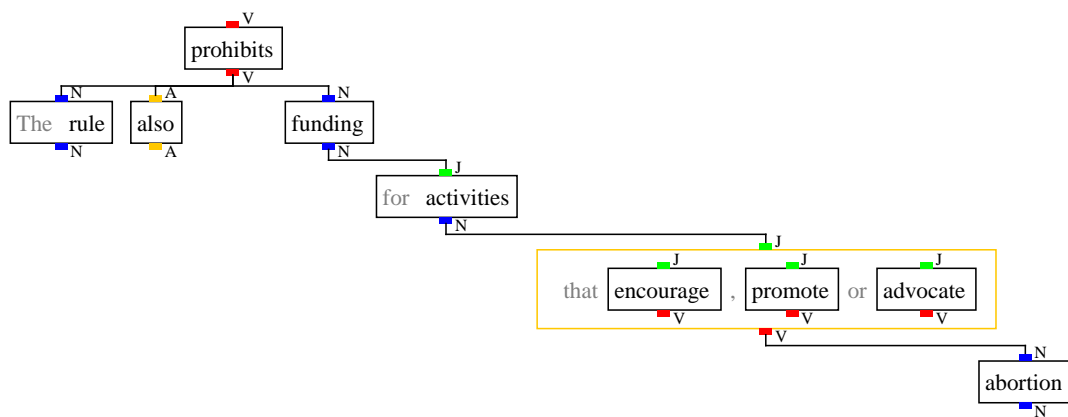 V
prohibits
V
N A N
The rule also funding
N A N
J
for activities
N
J
J J J
that encourage , promote or advocate
V V V
V
N
abortion
N